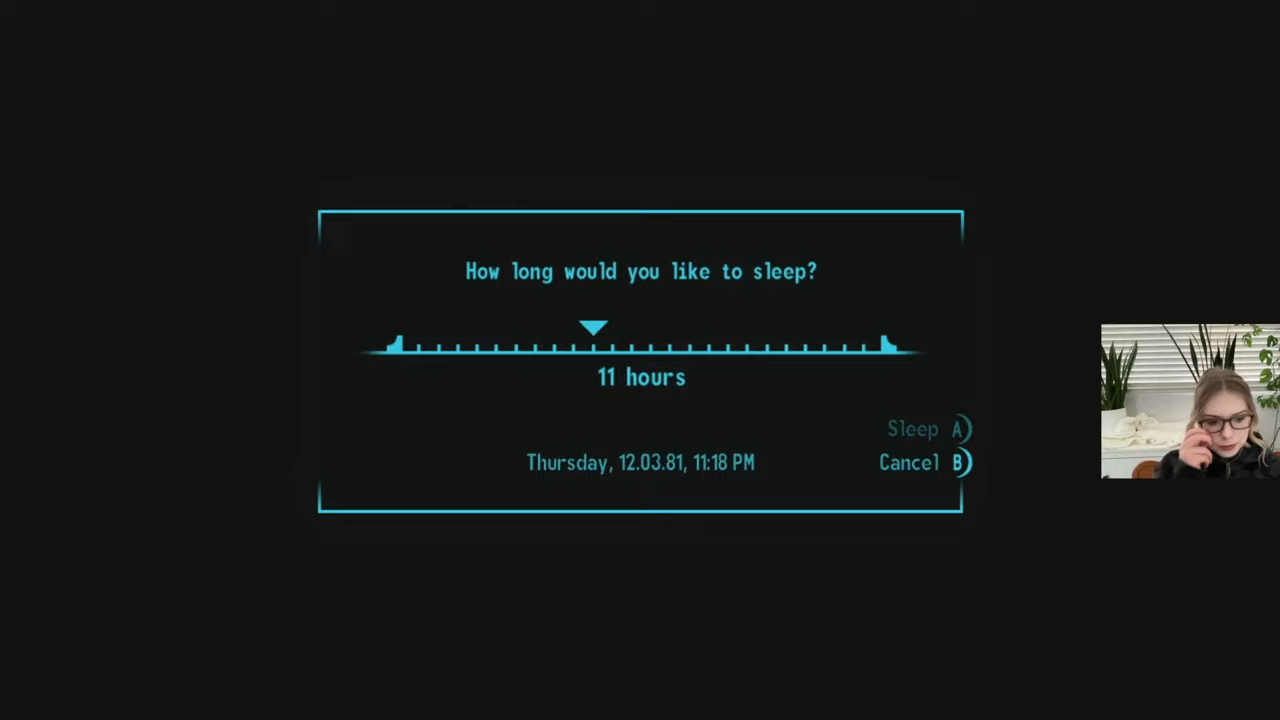 How long would you like to sleep?
11 hours
Sleep A)
Thursday, 12.03.81, 11:18 PM
Cancel B)